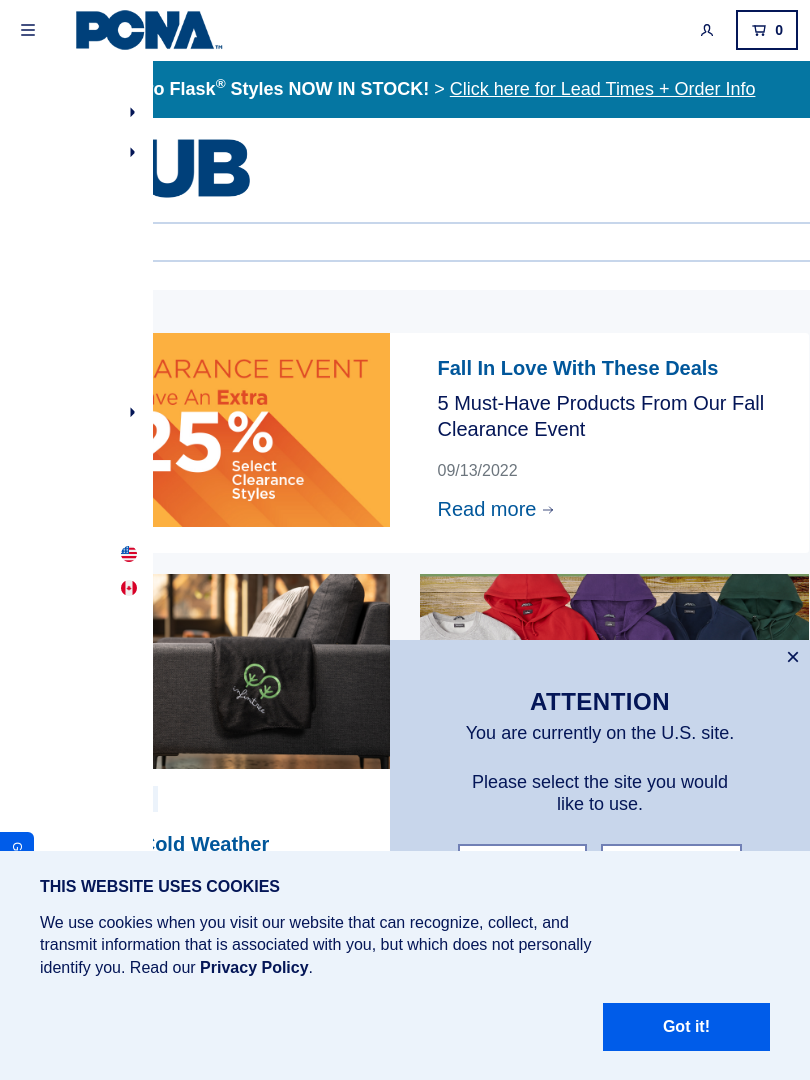 PCNA™
0
o Flask® Styles NOW IN STOCK! > Click here for Lead Times + Order Info
UB
ARANCE EVENT
ve An Extra
25%
Select
Clearance
Styles
Fall In Love With These Deals
5 Must-Have Products From Our Fall
Clearance Event
09/13/2022
Read more
infinitree
ATTENTION
You are currently on the U.S. site.
Please select the site you would
like to use.
Cold Weather
G
THIS WEBSITE USES COOKIES
We use cookies when you visit our website that can recognize, collect, and
transmit information that is associated with you, but which does not personally
identify you. Read our Privacy Policy.
Got it!